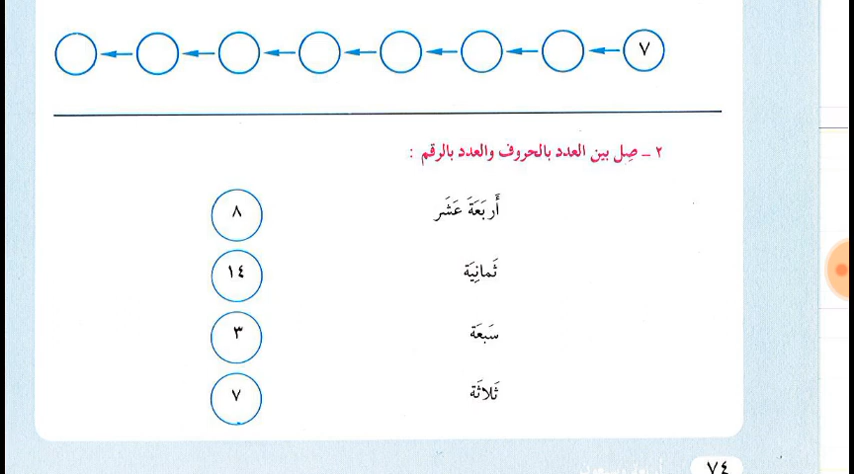 ٧
٢ ـ صِل بين العدد بالحروف والعدد بالرقم :
أَربَعَةَ عَشَر
٨
ثَمانِيَة
١٤
سَبعَة
٣
ثَلاثَة
٧
٧٤